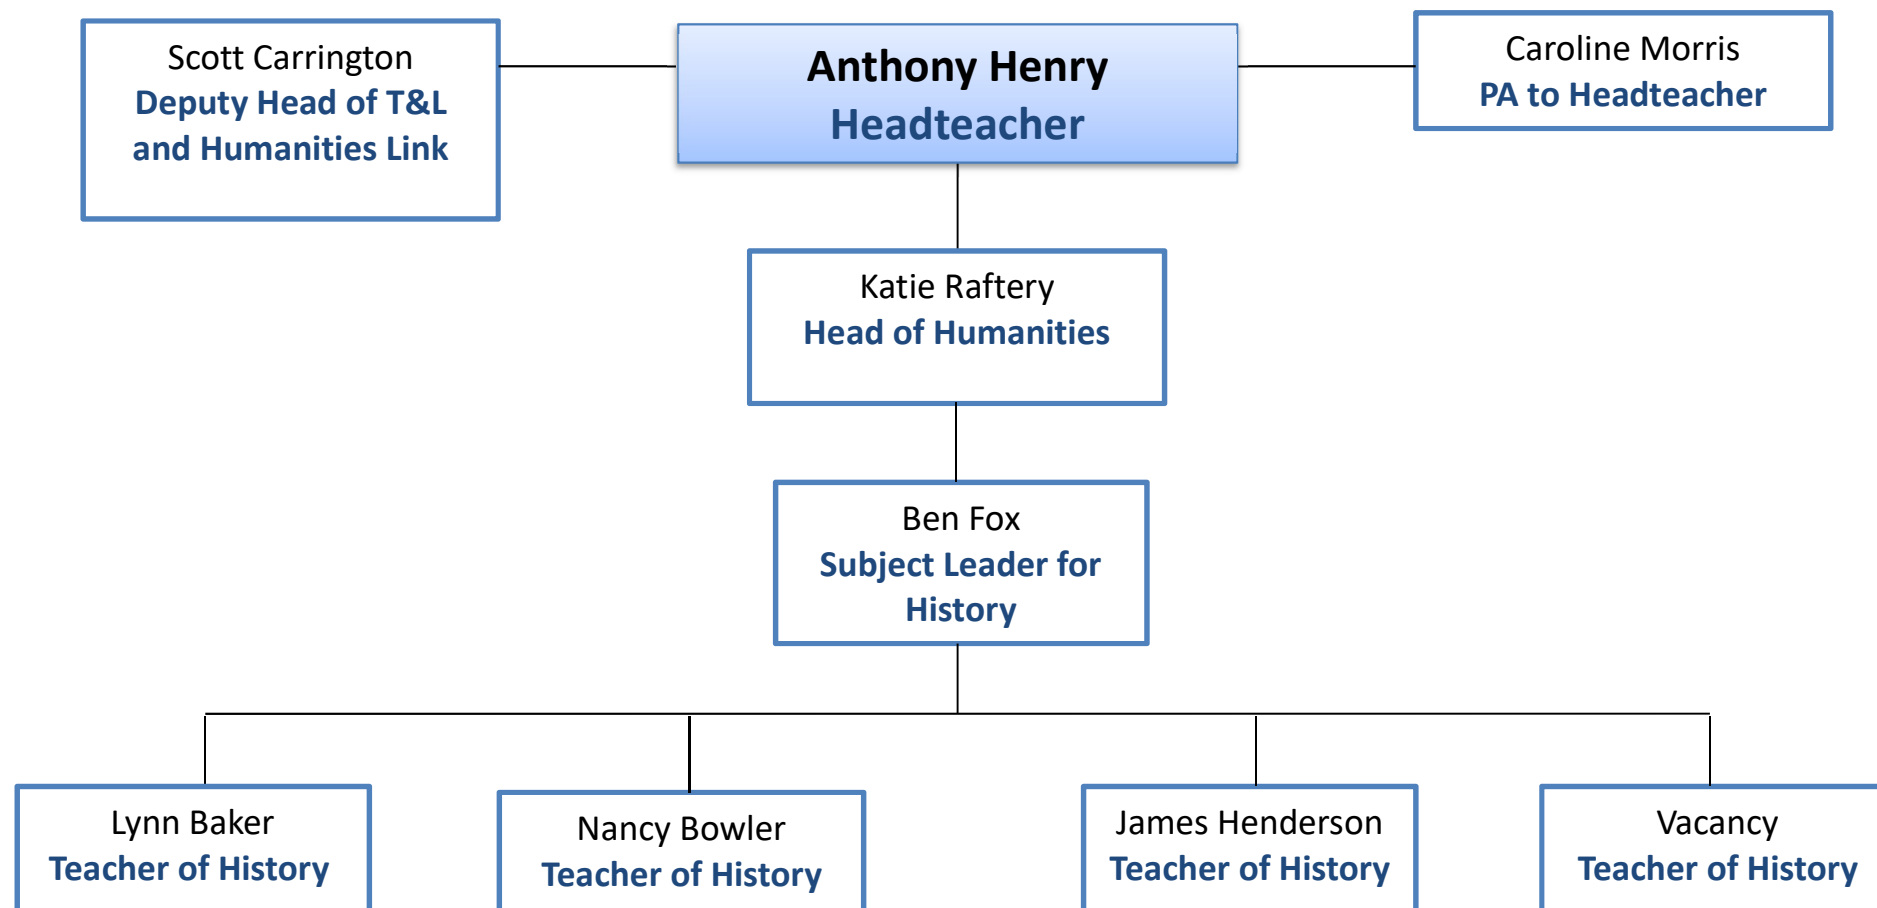 Scott Carrington
Deputy Head of T&L
and Humanities Link
Anthony Henry
Headteacher
Caroline Morris
PA to Headteacher
Katie Raftery
Head of Humanities
Ben Fox
Subject Leader for
History
Lynn Baker
Teacher of History
Nancy Bowler
Teacher of History
James Henderson
Teacher of History
Vacancy
Teacher of History